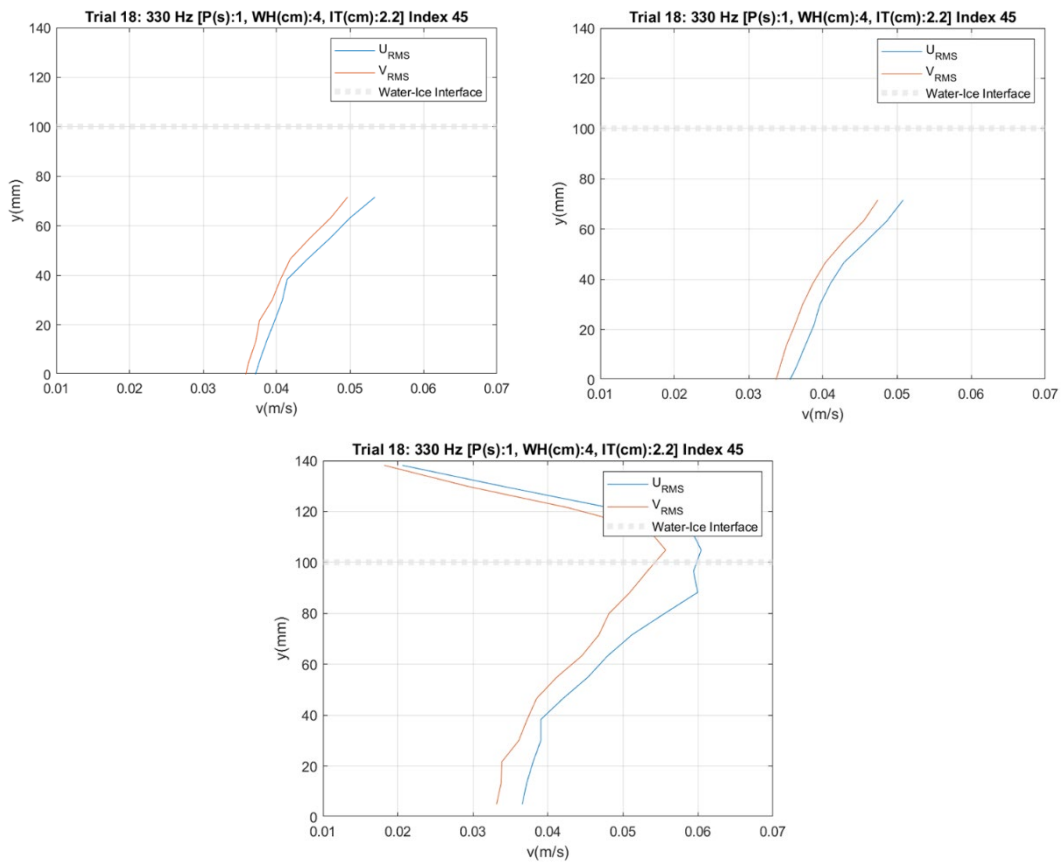 Trial 18: 330 Hz [P(s):1, WH(cm):4, IT(cm):2.2] Index 45
140
120
100
80
60
40
20
0
y(mm)
U_RMS
V_RMS
Water-Ice Interface
0.01 0.02 0.03 0.04 0.05 0.06 0.07
v(m/s)
Trial 18: 330 Hz [P(s):1, WH(cm):4, IT(cm):2.2] Index 45
140
120
100
80
60
40
20
0
y(mm)
U_RMS
V_RMS
Water-Ice Interface
0.01 0.02 0.03 0.04 0.05 0.06 0.07
v(m/s)
Trial 18: 330 Hz [P(s):1, WH(cm):4, IT(cm):2.2] Index 45
140
120
100
80
60
40
20
0
y(mm)
U_RMS
V_RMS
Water-Ice Interface
0.01 0.02 0.03 0.04 0.05 0.06 0.07
v(m/s)